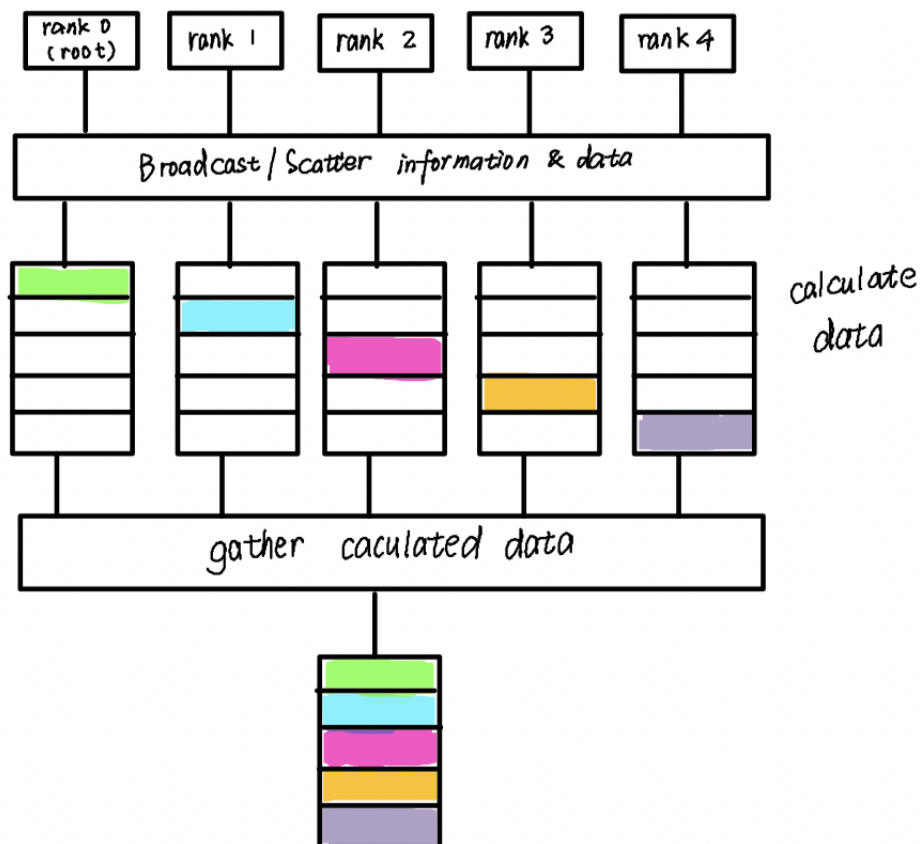 rank 0
(root)
rank 1
rank 2
rank 3
rank 4
Broadcast / Scatter information & data
calculate
data
gather caculated data